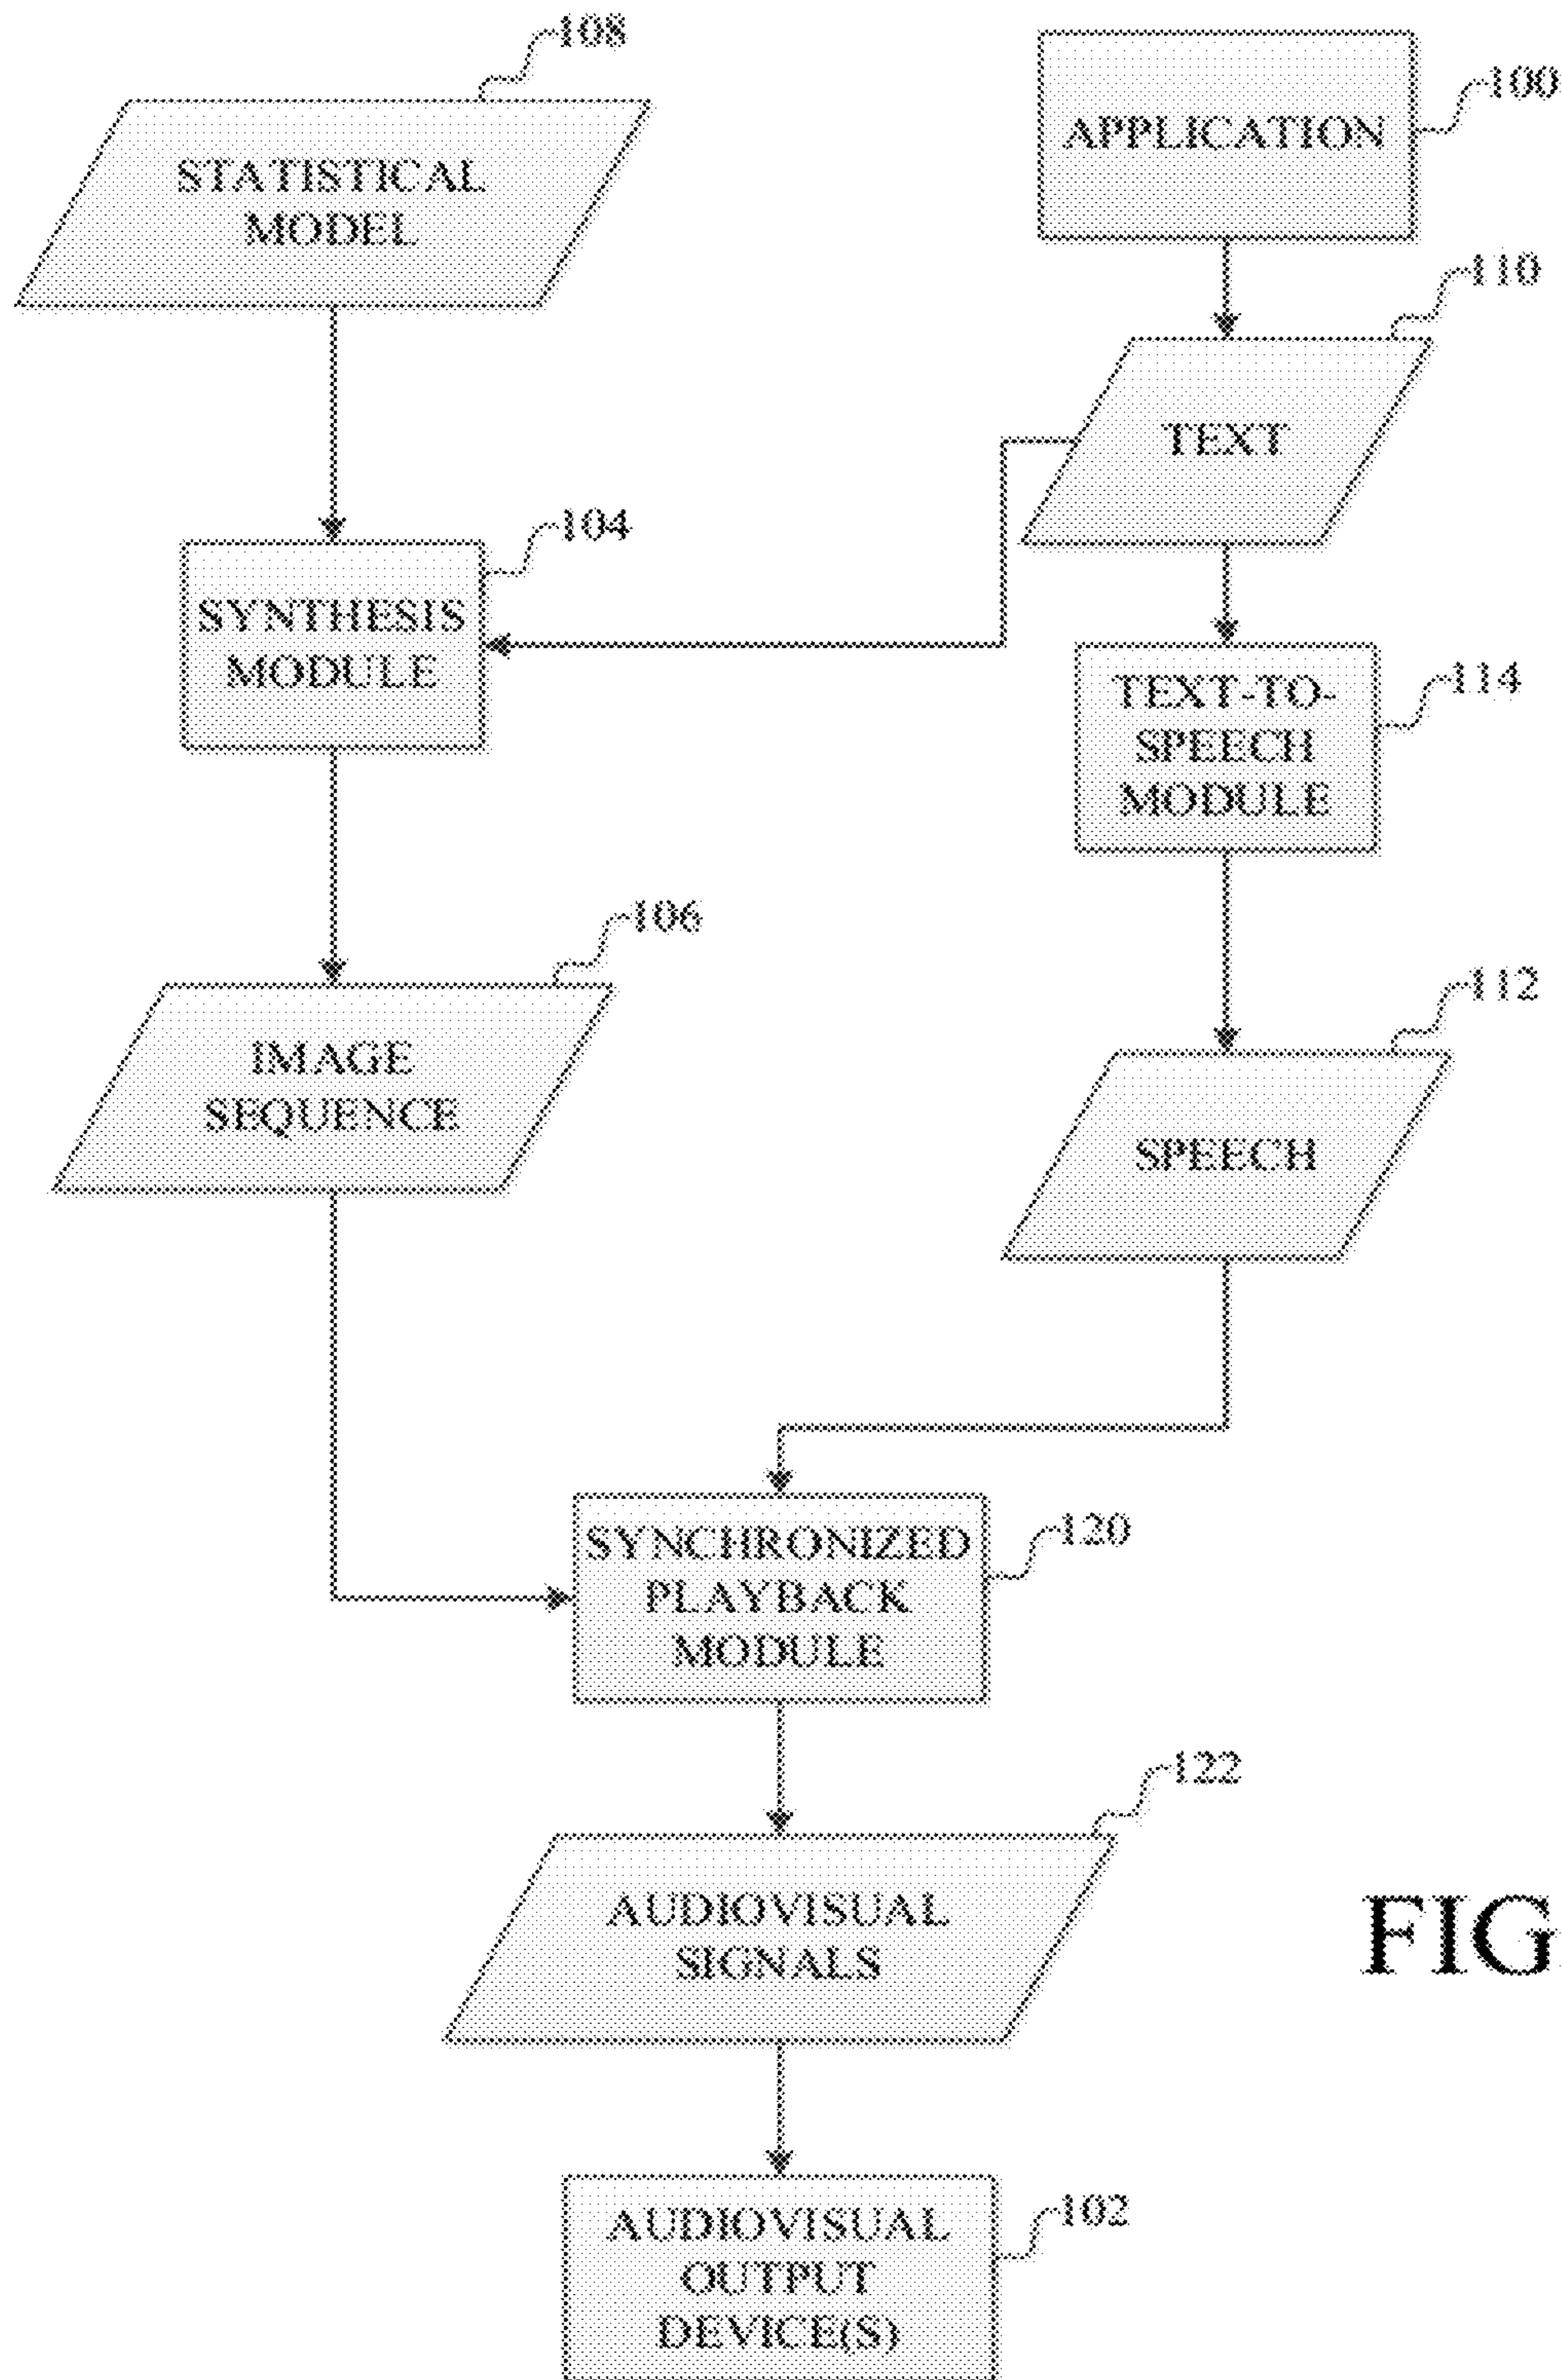 108
STATISTICAL
MODEL
100
APPLICATION
110
TEXT
104
SYNTHESIS
MODULE
114
TEXT-TO-
SPEECH
MODULE
106
IMAGE
SEQUENCE
112
SPEECH
120
SYNCHRONIZED
PLAYBACK
MODULE
122
AUDIOVISUAL
SIGNALS
FIG
102
AUDIOVISUAL
OUTPUT
DEVICE(S)